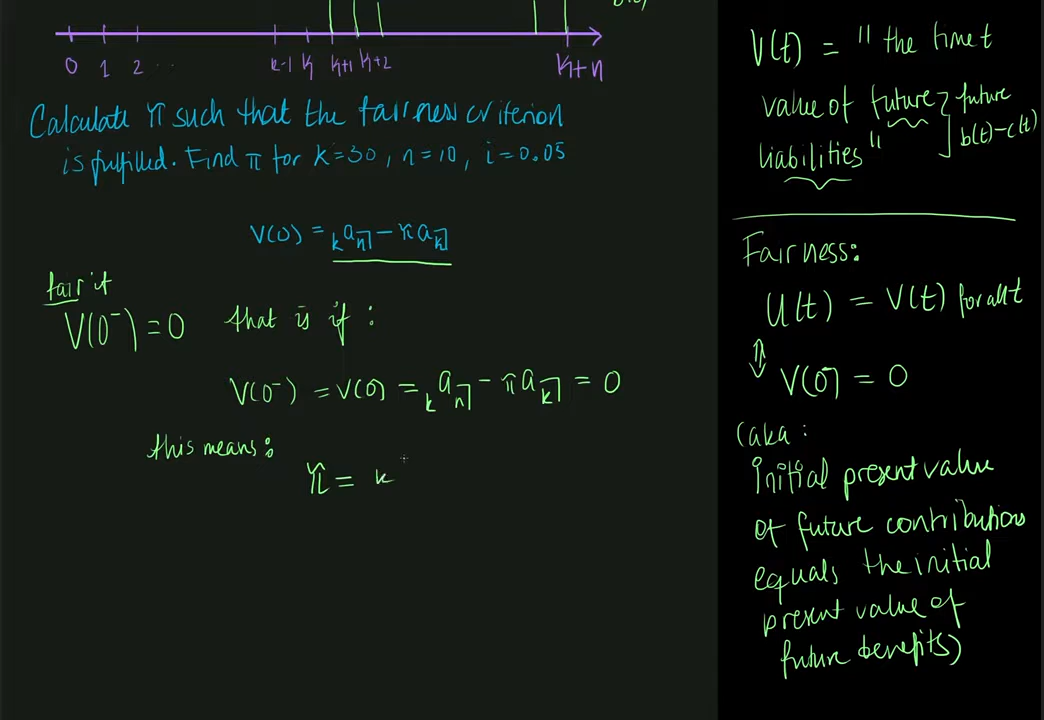 0 1 2 .. k-1 k k+1 k+2 k+n
Calculate π such that the fairness criterion
is fulfilled. Find π for k=30, n=10, i=0.05
V(0) = ₖa_n⌉ - πa_k⌉
fair if
V(0⁻) = 0 that is if :
V(0⁻) = V(0) = ₖa_n⌉ - πa_k⌉ = 0
this means :
π = k
V(t) = " the time t
value of future
liabilities "
future
b(t)-c(t)
Fairness:
U(t) = V(t) for all t
⇕ V(0⁻) = 0
(aka :
Initial present value
of future contributions
equals the initial
present value of
future benefits)